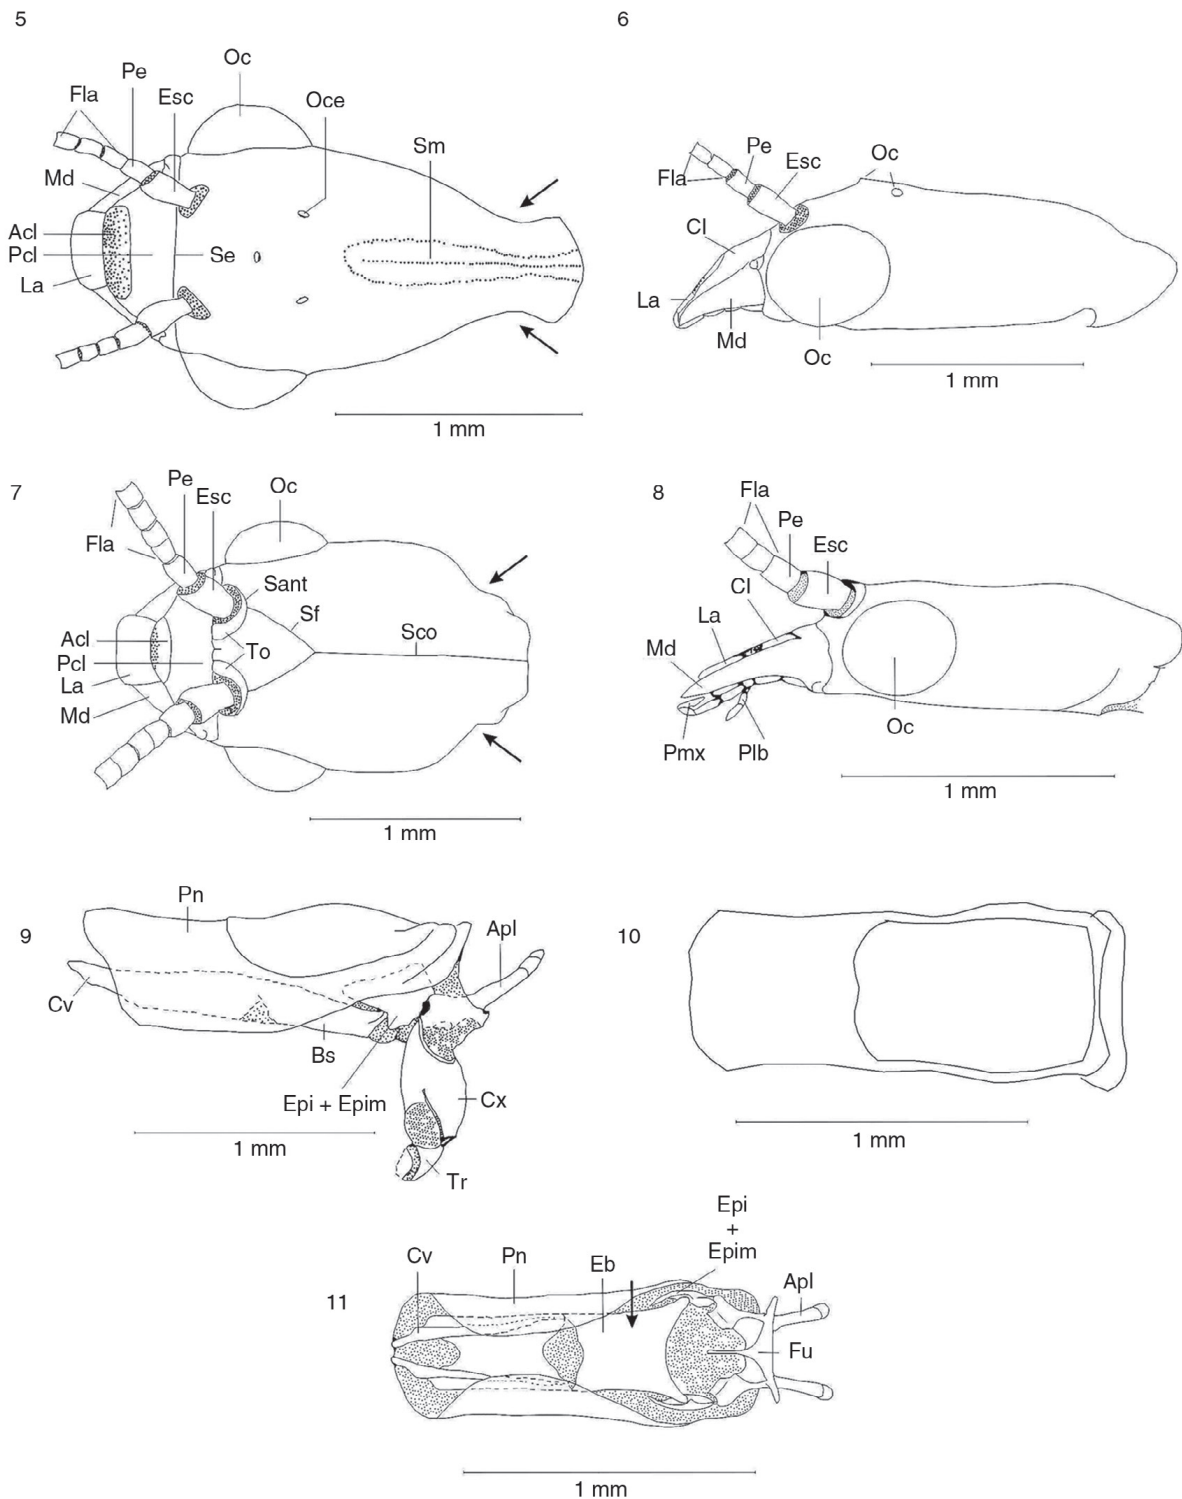 5
Oc
Pe
Fla
Esc
Oce
Sm
Md
Acl
Pcl
Se
La
1 mm
6
Pe
Oc
Esc
Fla
Cl
La
Md
Oc
1 mm
7
Pe
Esc
Oc
Fla
Sant
Sf
Sco
Acl
To
Pcl
La
Md
1 mm
8
Fla
Pe
Esc
Cl
La
Md
Oc
Pmx
Plb
1 mm
9
Pn
Apl
Cv
Bs
Epi + Epim
Cx
1 mm
Tr
10
1 mm
11
Epi
+
Epim
Cv
Pn
Eb
Apl
Fu
1 mm